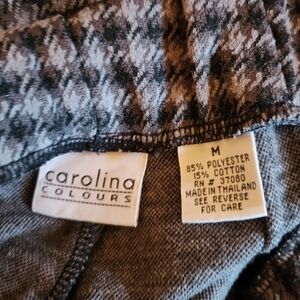 carolina
COLOURS
M
85% POLYESTER
15% COTTON
RN # 37080
MADE IN THAILAND
SEE REVERSE
FOR CARE